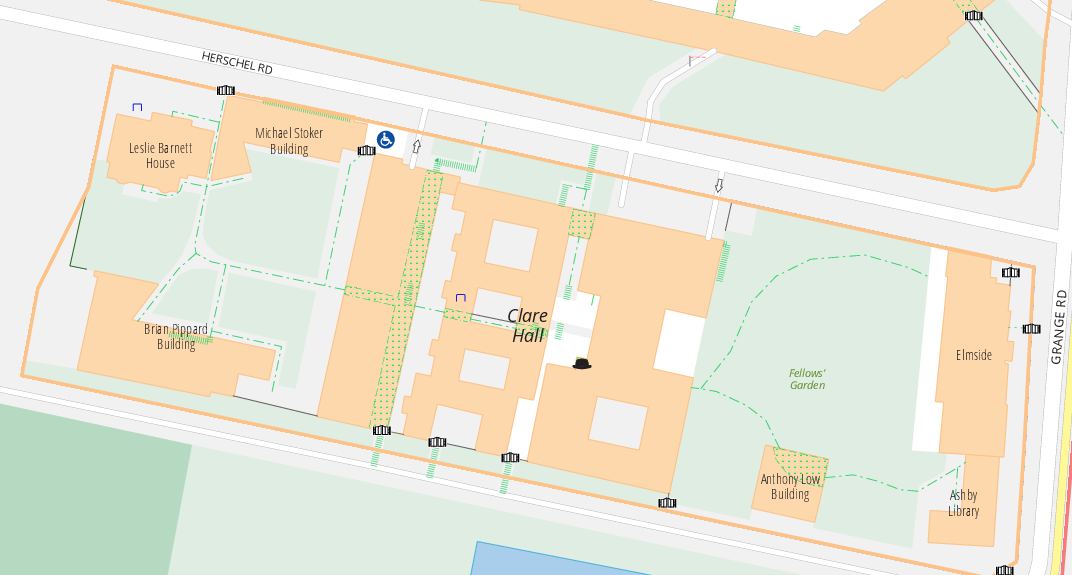 HERSCHEL RD
Michael Stoker
Building
Leslie Barnett
House
Clare
Hall
Brian Pippard
Building
Fellows'
Garden
Elmside
GRANGE RD
Anthony Low
Building
Ashby
Library